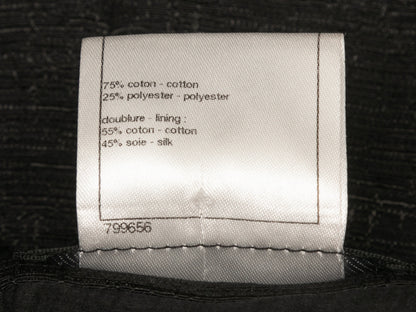 75% coton - cotton
25% polyester - polyester
doublure - lining :
55% coton - cotton
45% soie - silk
799656